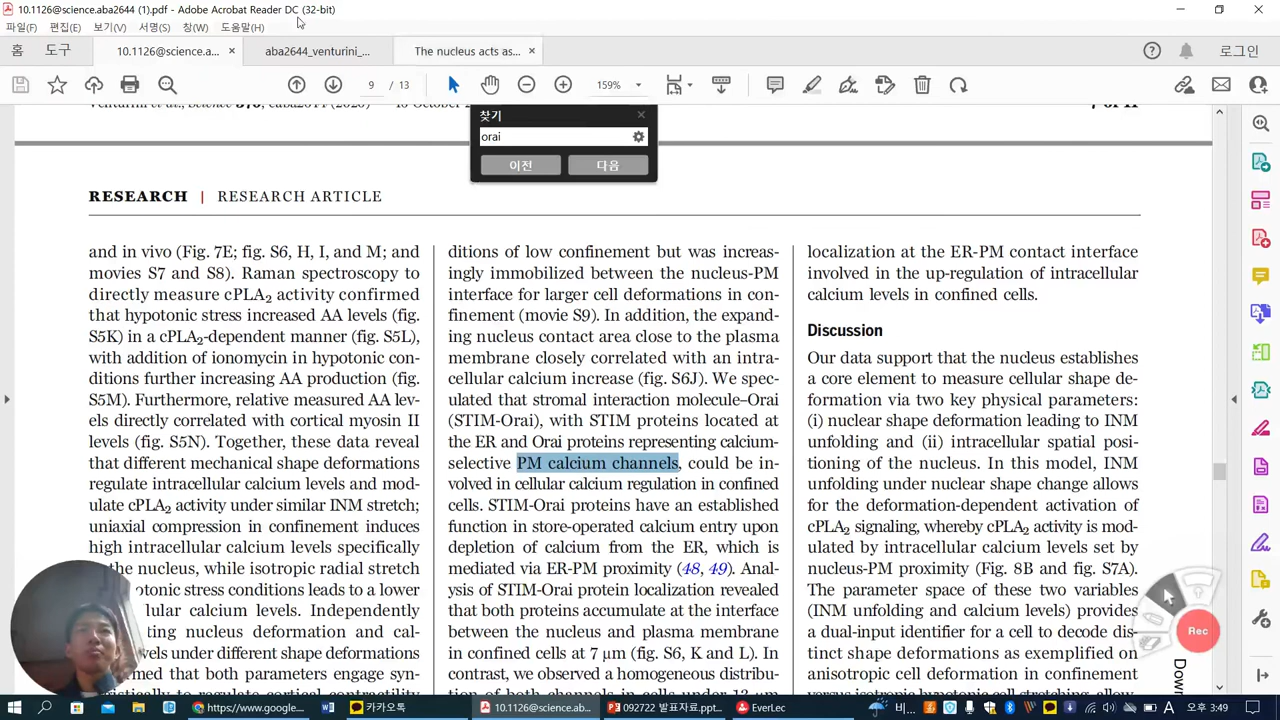 10.1126@science.aba2644 (1).pdf - Adobe Acrobat Reader DC (32-bit)
파일(F) 편집(E) 보기(V) 서명(S) 창(W) 도움말(H)
홈 도구 10.1126@science.a... × aba2644_venturini_... The nucleus acts as... × 로그인
9 / 13 159%
찾기 ×
orai
이전 다음
RESEARCH | RESEARCH ARTICLE
and in vivo (Fig. 7E; fig. S6, H, I, and M; and
movies S7 and S8). Raman spectroscopy to
directly measure cPLA2 activity confirmed
that hypotonic stress increased AA levels (fig.
S5K) in a cPLA2-dependent manner (fig. S5L),
with addition of ionomycin in hypotonic con-
ditions further increasing AA production (fig.
S5M). Furthermore, relative measured AA lev-
els directly correlated with cortical myosin II
levels (fig. S5N). Together, these data reveal
that different mechanical shape deformations
regulate intracellular calcium levels and mod-
ulate cPLA2 activity under similar INM stretch;
uniaxial compression in confinement induces
high intracellular calcium levels specifically
the nucleus, while isotropic radial stretch
otonic stress conditions leads to a lower
lular calcium levels. Independently
ting nucleus deformation and cal-
vels under different shape deformations
med that both parameters engage syn-
ditions of low confinement but was increas-
ingly immobilized between the nucleus-PM
interface for larger cell deformations in con-
finement (movie S9). In addition, the expand-
ing nucleus contact area close to the plasma
membrane closely correlated with an intra-
cellular calcium increase (fig. S6J). We spec-
ulated that stromal interaction molecule–Orai
(STIM-Orai), with STIM proteins located at
the ER and Orai proteins representing calcium-
selective PM calcium channels, could be in-
volved in cellular calcium regulation in confined
cells. STIM-Orai proteins have an established
function in store-operated calcium entry upon
depletion of calcium from the ER, which is
mediated via ER-PM proximity (48, 49). Anal-
ysis of STIM-Orai protein localization revealed
that both proteins accumulate at the interface
between the nucleus and plasma membrane
in confined cells at 7 μm (fig. S6, K and L). In
contrast, we observed a homogeneous distribu-
localization at the ER-PM contact interface
involved in the up-regulation of intracellular
calcium levels in confined cells.
Discussion
Our data support that the nucleus establishes
a core element to measure cellular shape de-
formation via two key physical parameters:
(i) nuclear shape deformation leading to INM
unfolding and (ii) intracellular spatial posi-
tioning of the nucleus. In this model, INM
unfolding under nuclear shape change allows
for the deformation-dependent activation of
cPLA2 signaling, whereby cPLA2 activity is mod-
ulated by intracellular calcium levels set by
nucleus-PM proximity (Fig. 8B and fig. S7A).
The parameter space of these two variables
(INM unfolding and calcium levels) provides
a dual-input identifier for a cell to decode dis-
tinct shape deformations as exemplified on
anisotropic cell deformation in confinement
Rec
Dow
https://www.google... 카카오톡 10.1126@science.ab... 092722 발표자료.ppt... EverLec 비... A 오후 3:49